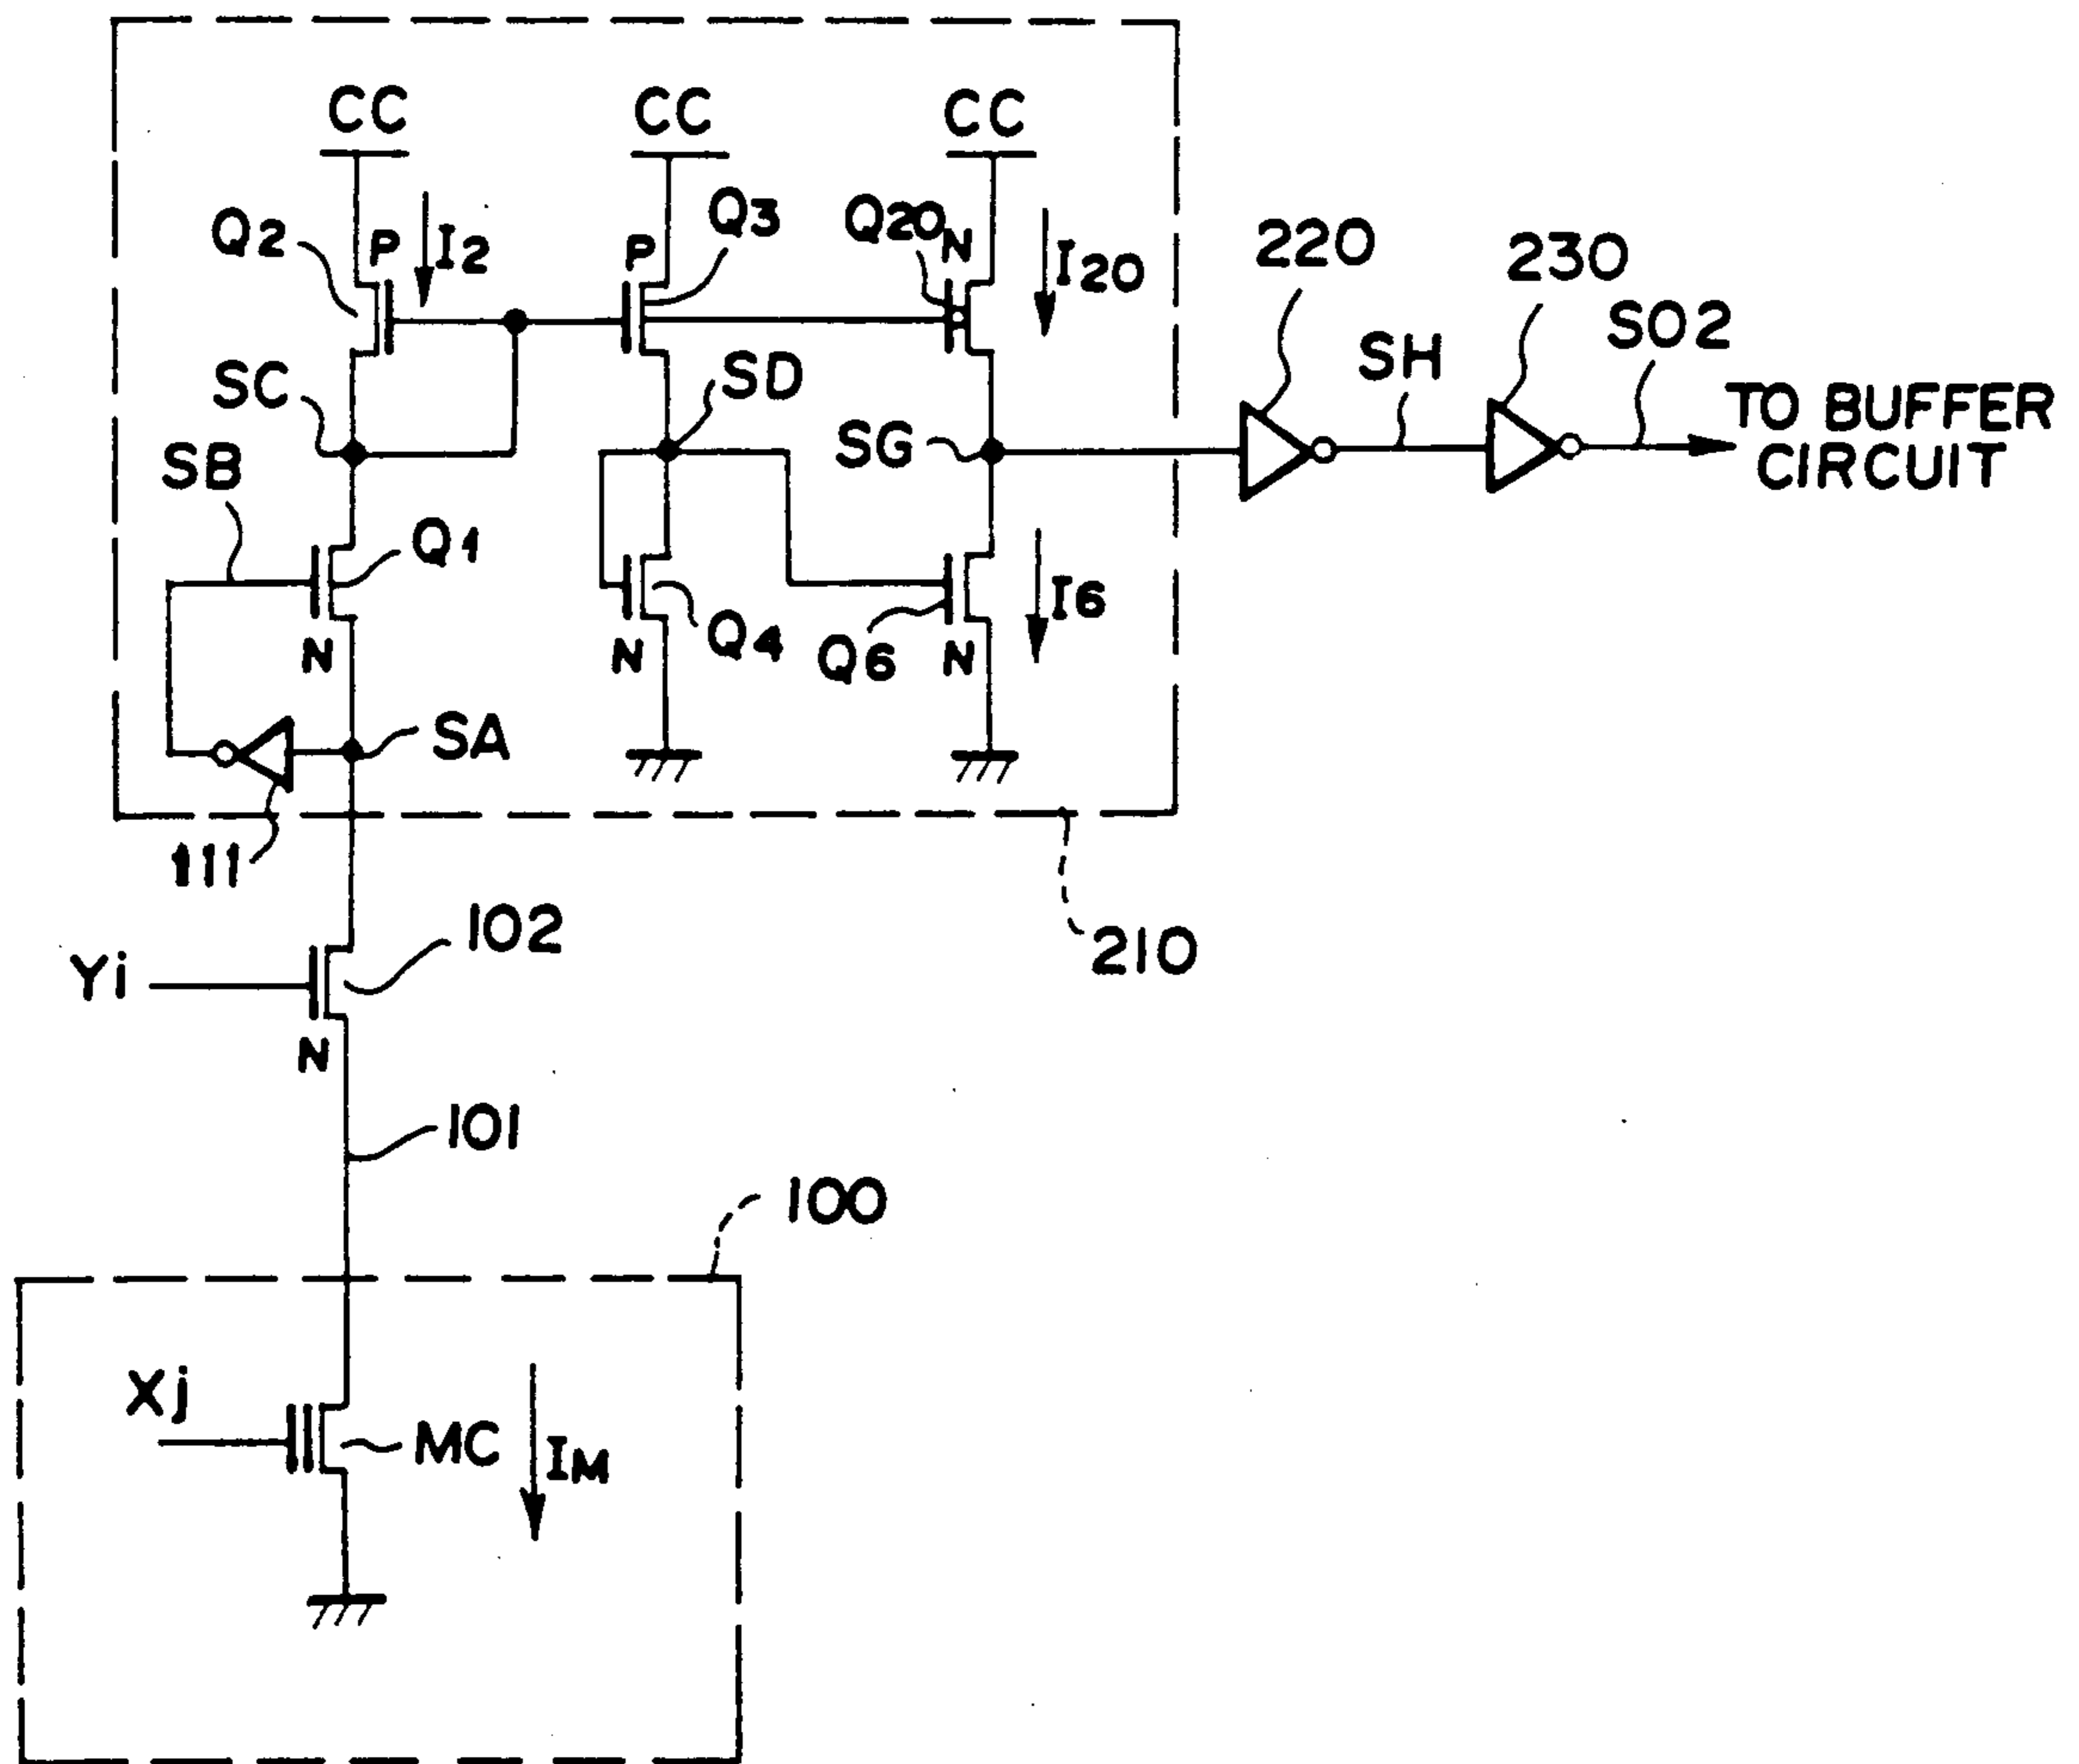 CC CC CC
Q2 P I2 P Q3 Q20 N I20 220 230
SC SD SG SH SO2
TO BUFFER
CIRCUIT
SB Q1 N
Q4 N Q6 N I6
SA
111
210
Yi 102
N
101
100
Xj MC IM